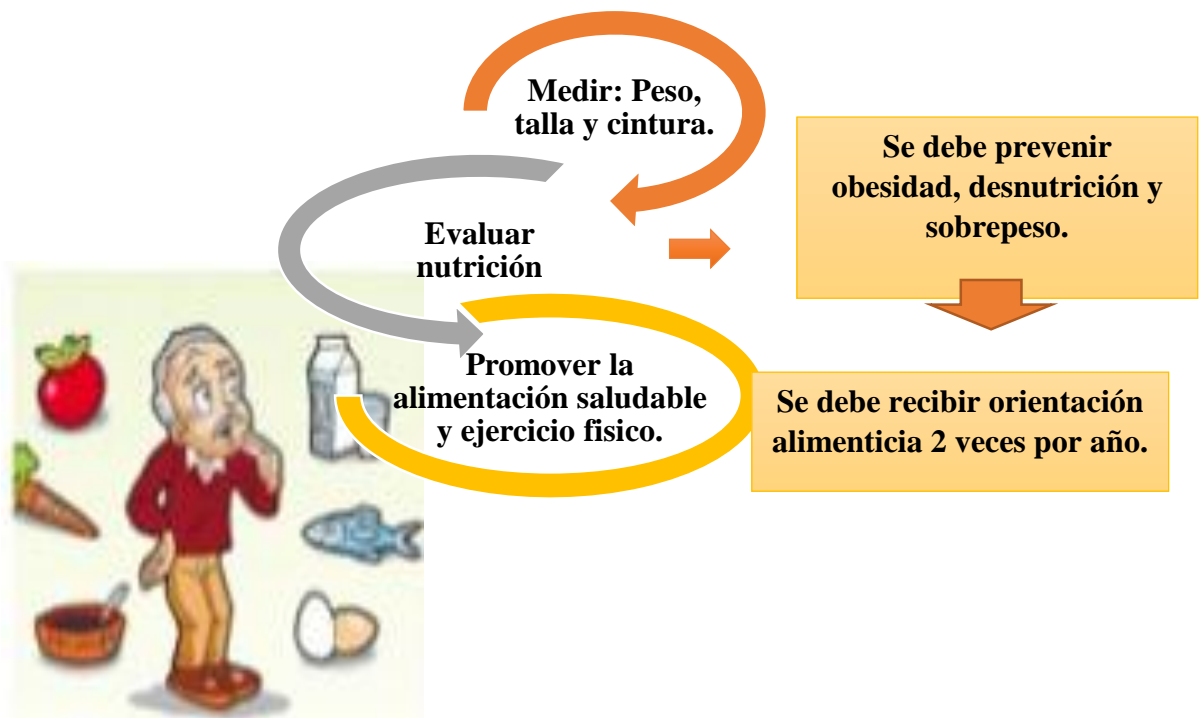 Medir: Peso,
talla y cintura.
Evaluar
nutrición
Promover la
alimentación saludable
y ejercicio fisico.
Se debe prevenir
obesidad, desnutrición y
sobrepeso.
Se debe recibir orientación
alimenticia 2 veces por año.